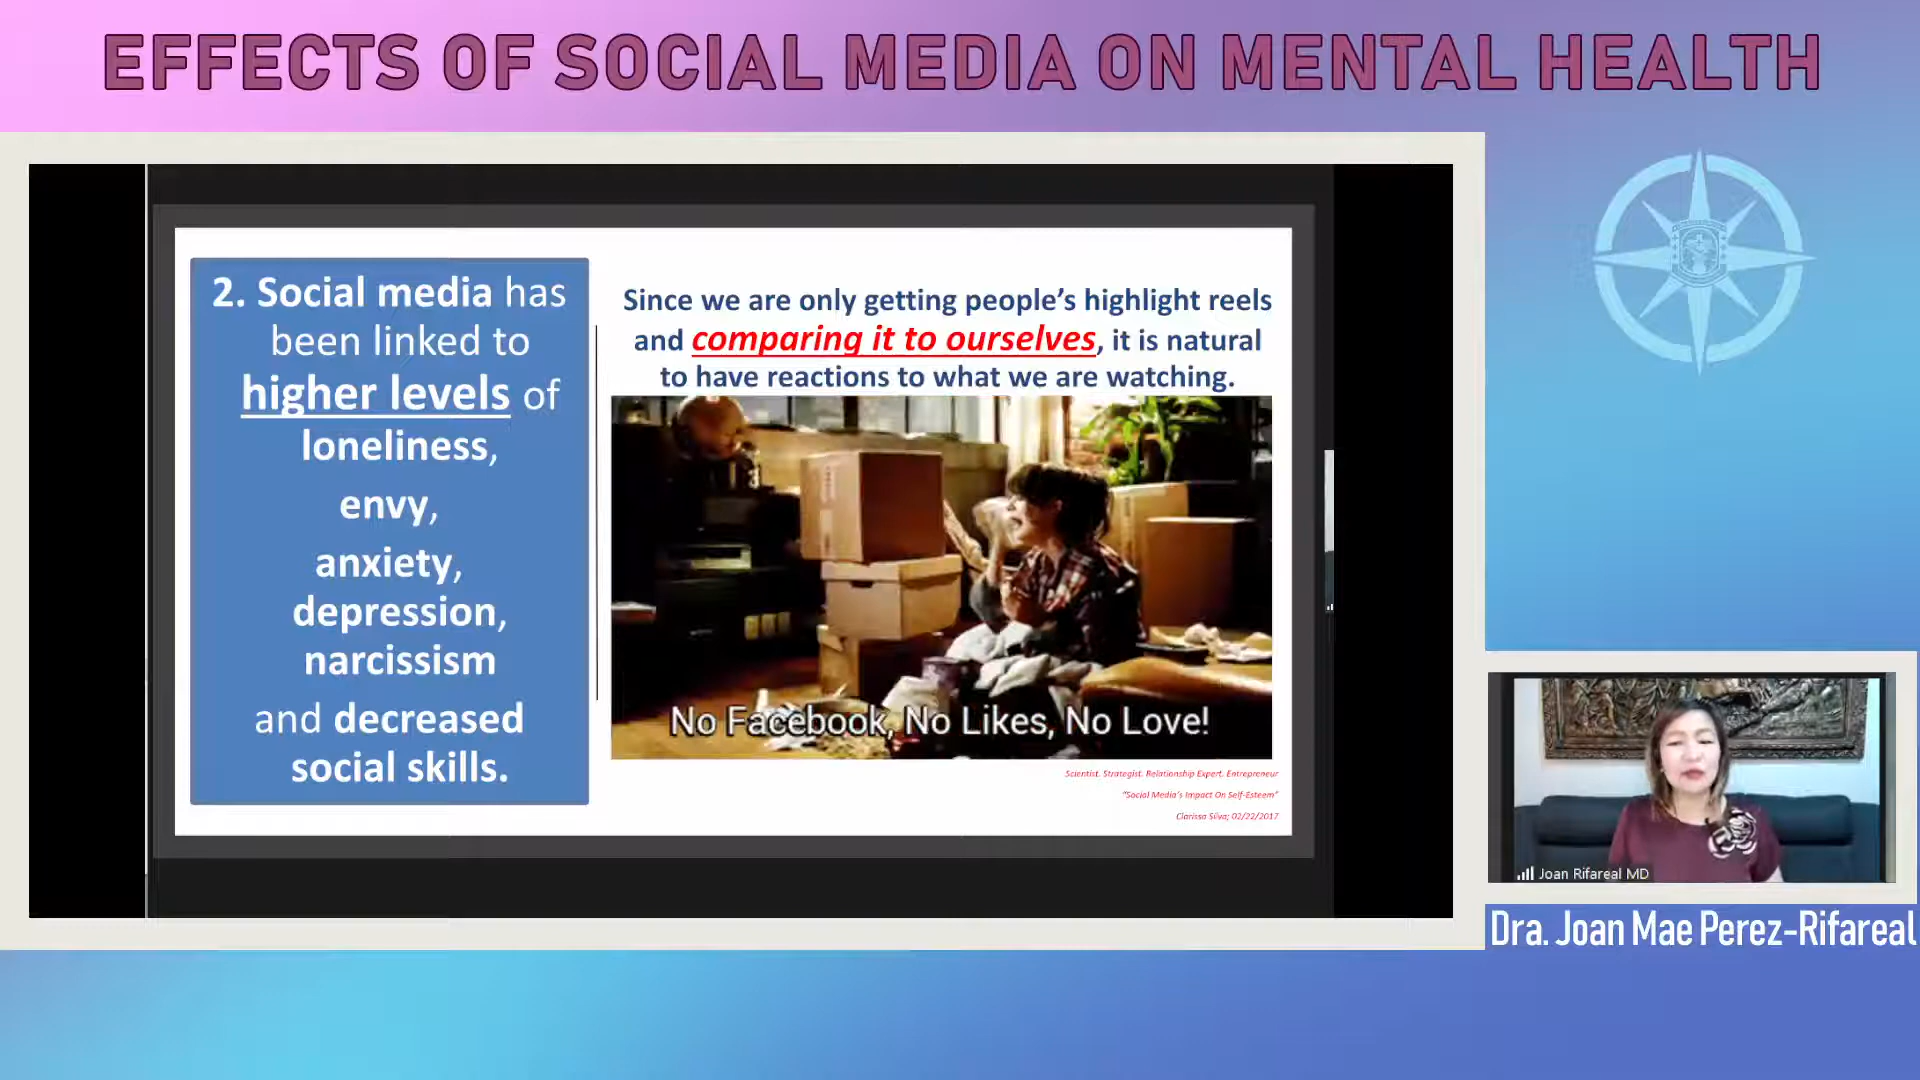 EFFECTS OF SOCIAL MEDIA ON MENTAL HEALTH
2. Social media has
been linked to
higher levels of
loneliness,
envy,
anxiety,
depression,
narcissism
and decreased
social skills.
Since we are only getting people's highlight reels
and comparing it to ourselves, it is natural
to have reactions to what we are watching.
No Facebook, No Likes, No Love!
Scientist. Strategist. Relationship Expert. Entrepreneur
"Social Media's Impact On Self-Esteem"
Clarissa Silva; 02/22/2017
Joan Rifareal MD
Dra. Joan Mae Perez-Rifareal